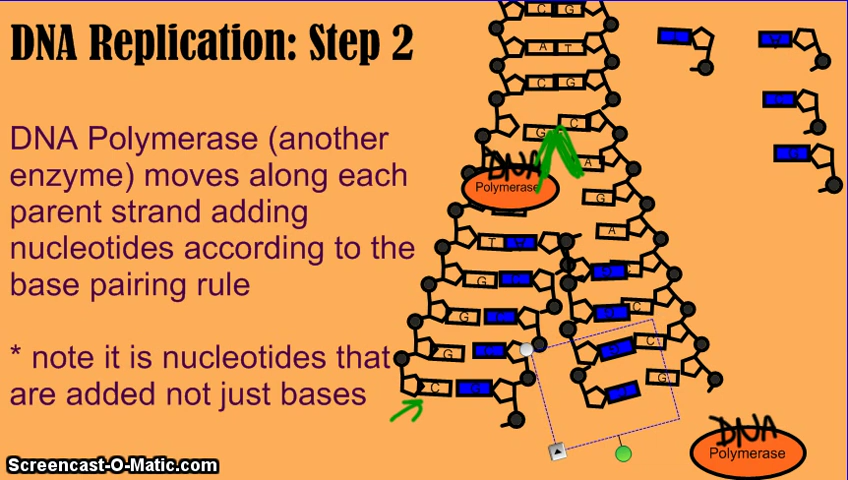 DNA Replication: Step 2
DNA Polymerase (another
enzyme) moves along each
parent strand adding
nucleotides according to the
base pairing rule
* note it is nucleotides that
are added not just bases
C G
A T
C G
G C
A
DNA
Polymerase
G
A
T A
G C
G C
G C
C G
C
C
G
A
C
G
DNA
Polymerase
Screencast-O-Matic.com